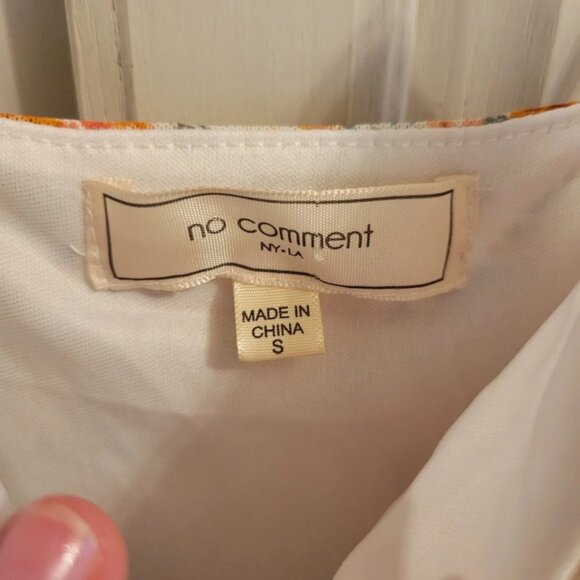 no comment
NY-LA
MADE IN
CHINA
S